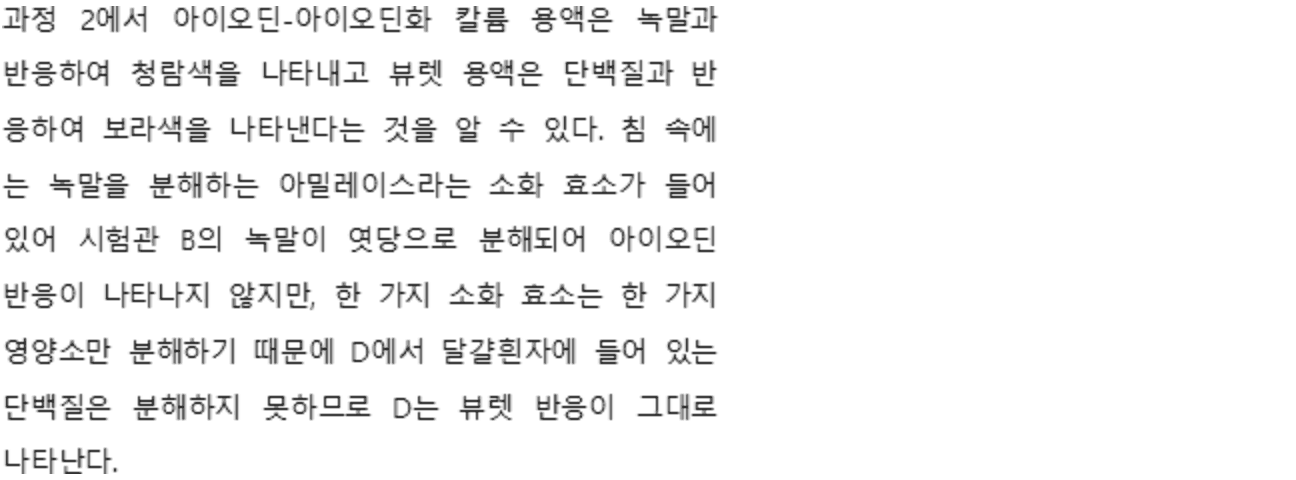 과정 2에서 아이오딘-아이오딘화 칼륨 용액은 녹말과
반응하여 청람색을 나타내고 뷰렛 용액은 단백질과 반
응하여 보라색을 나타낸다는 것을 알 수 있다. 침 속에
는 녹말을 분해하는 아밀레이스라는 소화 효소가 들어
있어 시험관 B의 녹말이 엿당으로 분해되어 아이오딘
반응이 나타나지 않지만, 한 가지 소화 효소는 한 가지
영양소만 분해하기 때문에 D에서 달걀흰자에 들어 있는
단백질은 분해하지 못하므로 D는 뷰렛 반응이 그대로
나타난다.